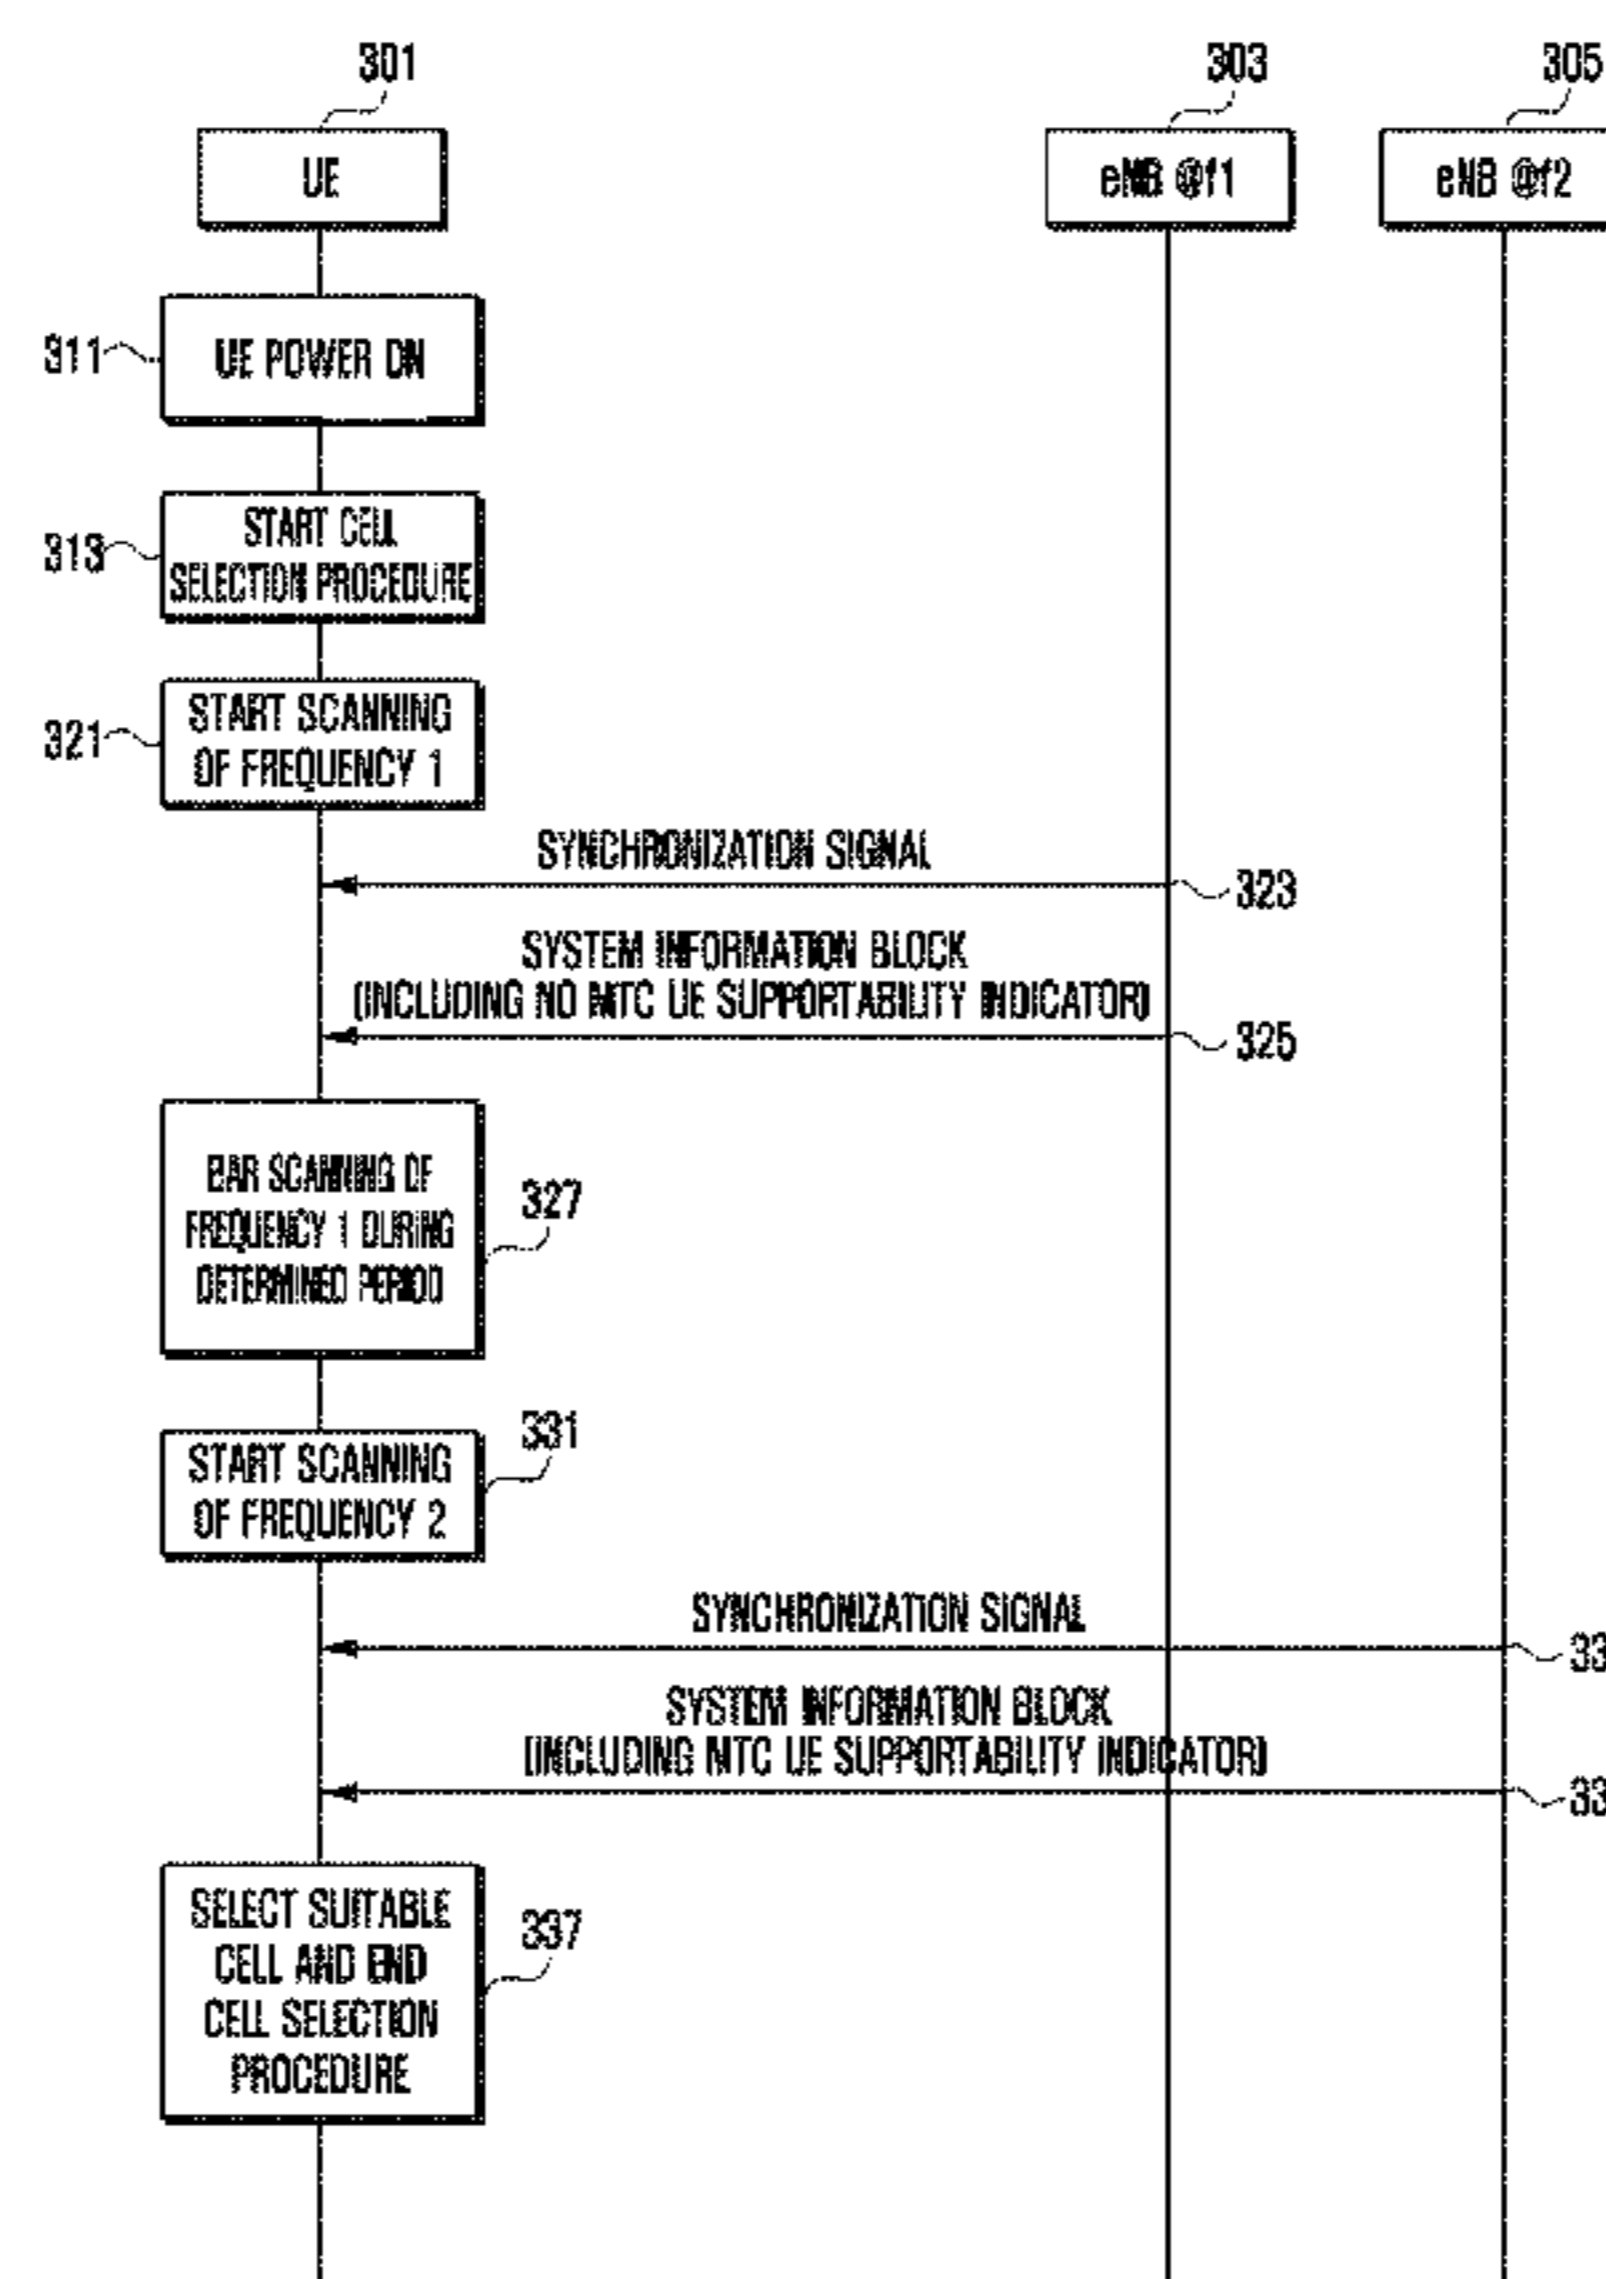 301
303
305
UE
eNB @f1
eNB @f2
311
UE POWER ON
313
START CELL
SELECTION PROCEDURE
321
START SCANNING
OF FREQUENCY 1
SYNCHRONIZATION SIGNAL
323
SYSTEM INFORMATION BLOCK
(INCLUDING NO MTC UE SUPPORTABILITY INDICATOR)
325
BAR SCANNING OF
FREQUENCY 1 DURING
DETERMINED PERIOD
327
331
START SCANNING
OF FREQUENCY 2
SYNCHRONIZATION SIGNAL
33
SYSTEM INFORMATION BLOCK
(INCLUDING MTC UE SUPPORTABILITY INDICATOR)
33
SELECT SUITABLE
CELL AND END
CELL SELECTION
PROCEDURE
337